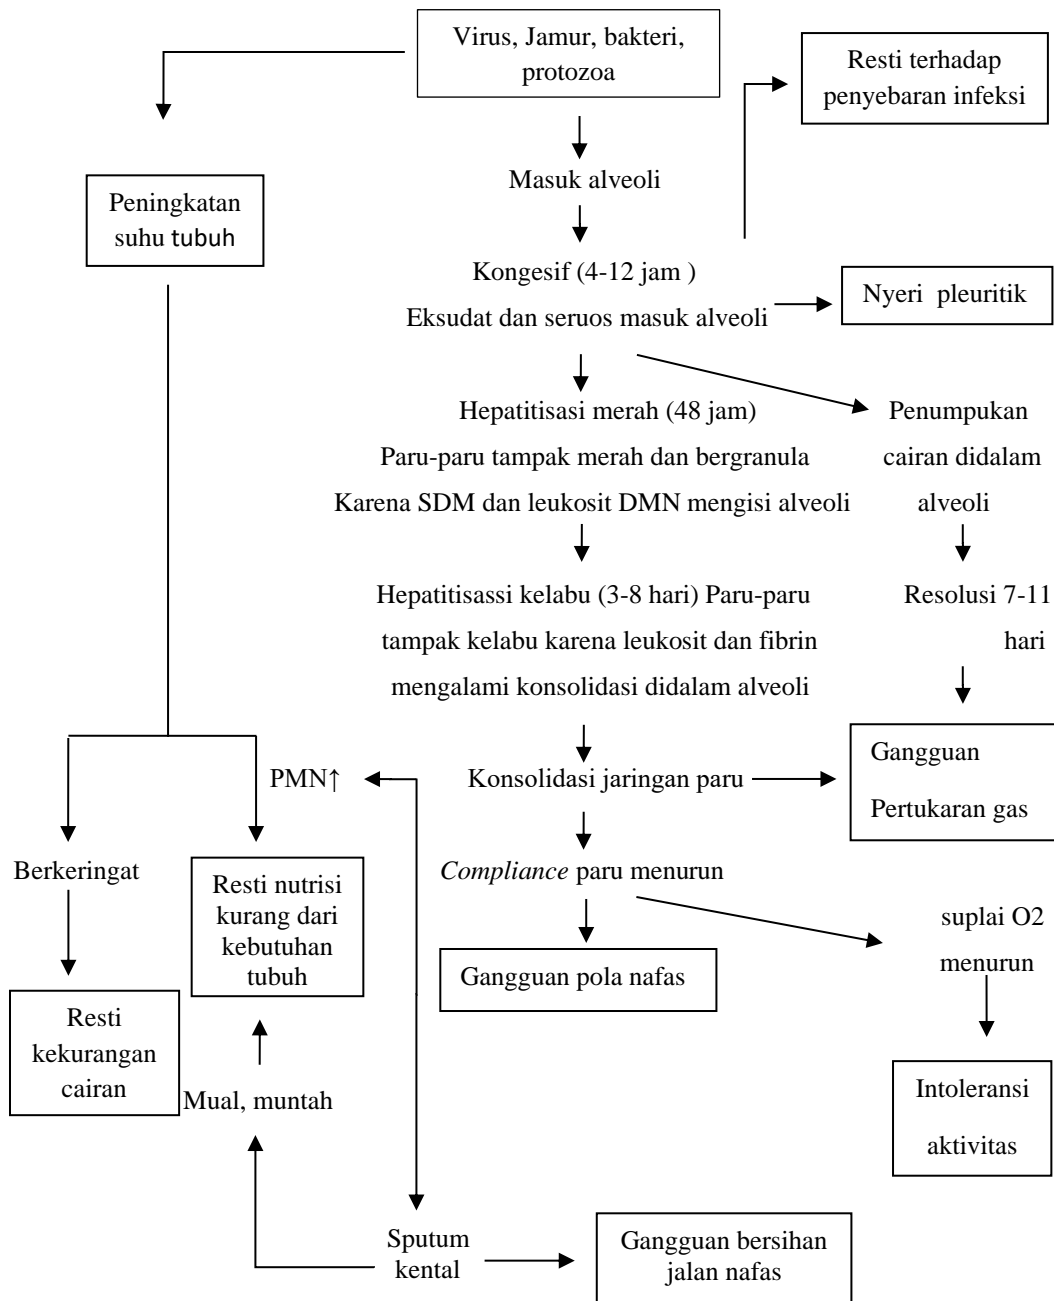 Virus, Jamur, bakteri,
protozoa
Resti terhadap
penyebaran infeksi
Masuk alveoli
Peningkatan
suhu tubuh
Kongesif (4-12 jam )
Eksudat dan seruos masuk alveoli
Nyeri pleuritik
Hepatitisasi merah (48 jam)
Paru-paru tampak merah dan bergranula
Karena SDM dan leukosit DMN mengisi alveoli
Penumpukan
cairan didalam
alveoli
Hepatitisassi kelabu (3-8 hari) Paru-paru
tampak kelabu karena leukosit dan fibrin
mengalami konsolidasi didalam alveoli
Resolusi 7-11
hari
PMN↑
Konsolidasi jaringan paru
Gangguan
Pertukaran gas
Berkeringat
Resti nutrisi
kurang dari
kebutuhan
tubuh
Compliance paru menurun
suplai O2
menurun
Gangguan pola nafas
Resti
kekurangan
cairan
Mual, muntah
Intoleransi
aktivitas
Sputum
kental
Gangguan bersihan
jalan nafas